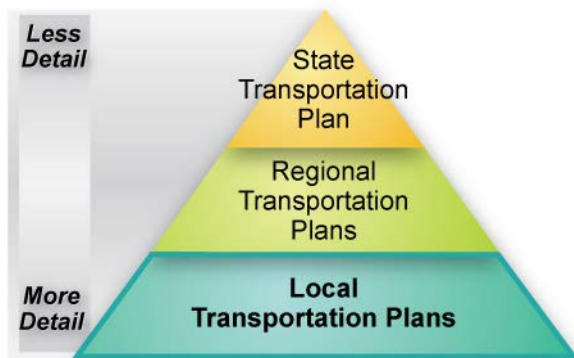 Less
Detail
State
Transportation
Plan
Regional
Transportation
Plans
More
Detail
Local
Transportation Plans